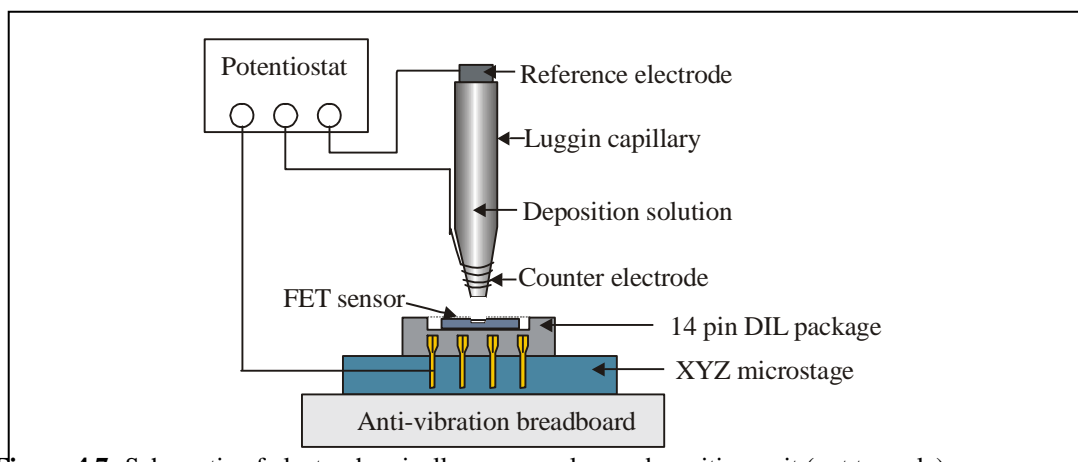 Potentiostat
Reference electrode
Luggin capillary
Deposition solution
Counter electrode
FET sensor
14 pin DIL package
XYZ microstage
Anti-vibration breadboard